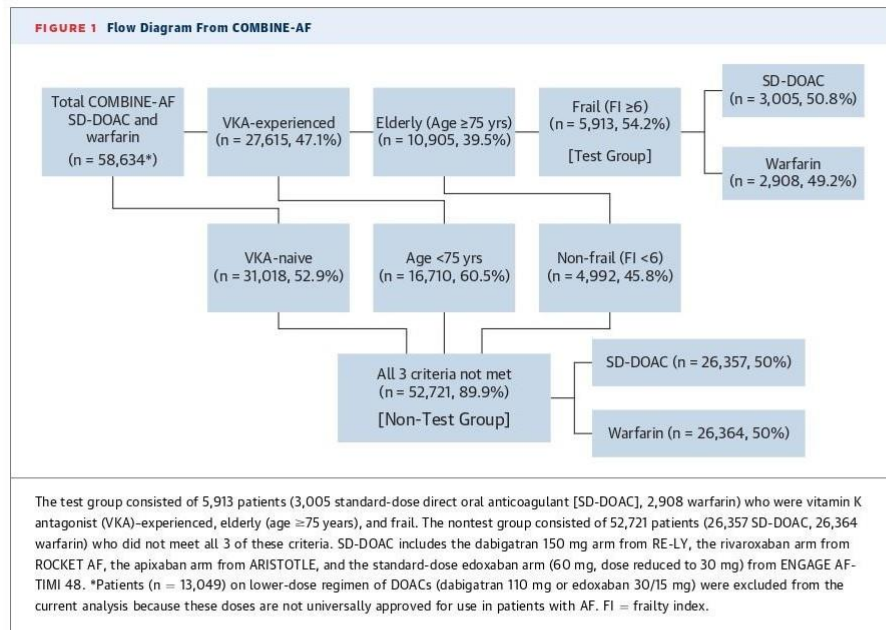 FIGURE 1 Flow Diagram From COMBINE-AF
Total COMBINE-AF
SD-DOAC and
warfarin
(n = 58,634*)
VKA-experienced
(n = 27,615, 47.1%)
Elderly (Age ≥75 yrs)
(n = 10,905, 39.5%)
Frail (FI ≥6)
(n = 5,913, 54.2%)
[Test Group]
SD-DOAC
(n = 3,005, 50.8%)
Warfarin
(n = 2,908, 49.2%)
VKA-naive
(n = 31,018, 52.9%)
Age <75 yrs
(n = 16,710, 60.5%)
Non-frail (FI <6)
(n = 4,992, 45.8%)
All 3 criteria not met
(n = 52,721, 89.9%)
[Non-Test Group]
SD-DOAC (n = 26,357, 50%)
Warfarin (n = 26,364, 50%)
The test group consisted of 5,913 patients (3,005 standard-dose direct oral anticoagulant [SD-DOAC], 2,908 warfarin) who were vitamin K
antagonist (VKA)–experienced, elderly (age ≥75 years), and frail. The nontest group consisted of 52,721 patients (26,357 SD-DOAC, 26,364
warfarin) who did not meet all 3 of these criteria. SD-DOAC includes the dabigatran 150 mg arm from RE-LY, the rivaroxaban arm from
ROCKET AF, the apixaban arm from ARISTOTLE, and the standard-dose edoxaban arm (60 mg, dose reduced to 30 mg) from ENGAGE AF-
TIMI 48. *Patients (n = 13,049) on lower-dose regimen of DOACs (dabigatran 110 mg or edoxaban 30/15 mg) were excluded from the
current analysis because these doses are not universally approved for use in patients with AF. FI = frailty index.